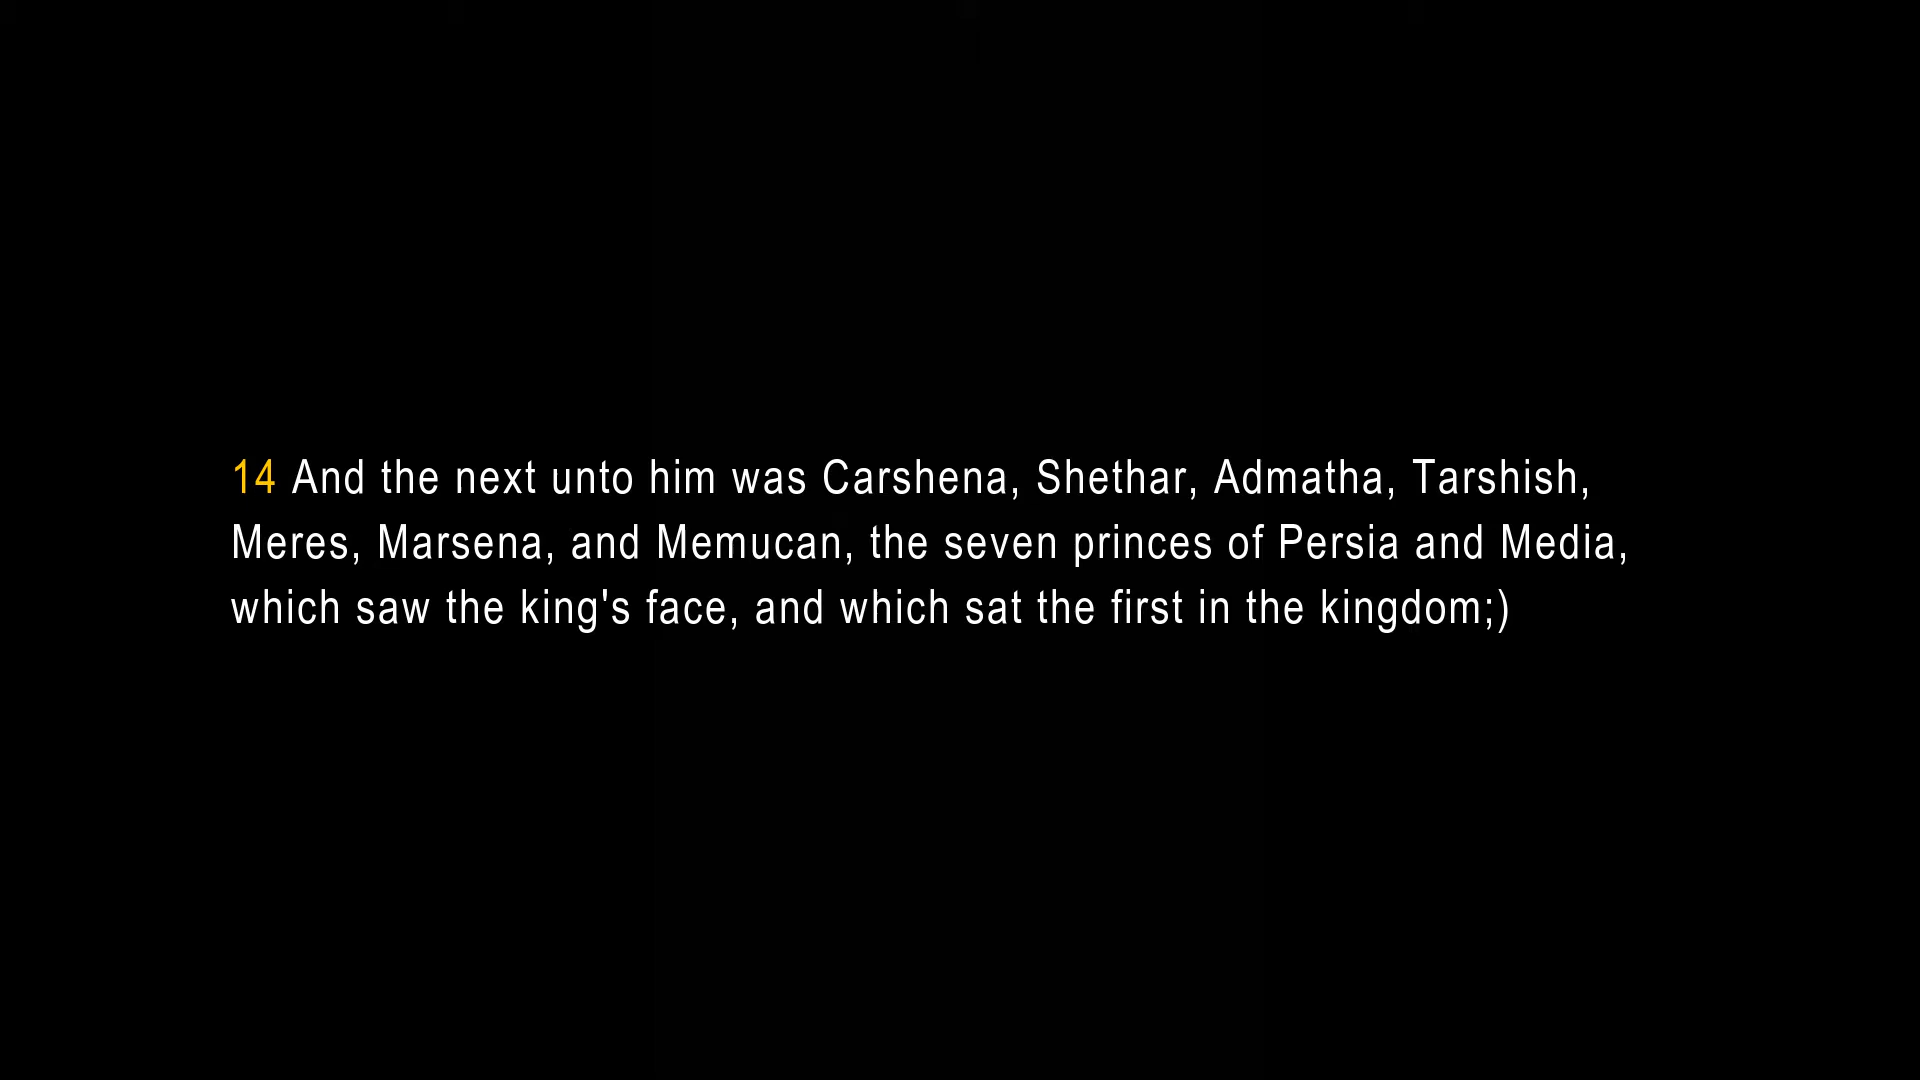 14 And the next unto him was Carshena, Shethar, Admatha, Tarshish,
Meres, Marsena, and Memucan, the seven princes of Persia and Media,
which saw the king's face, and which sat the first in the kingdom;)